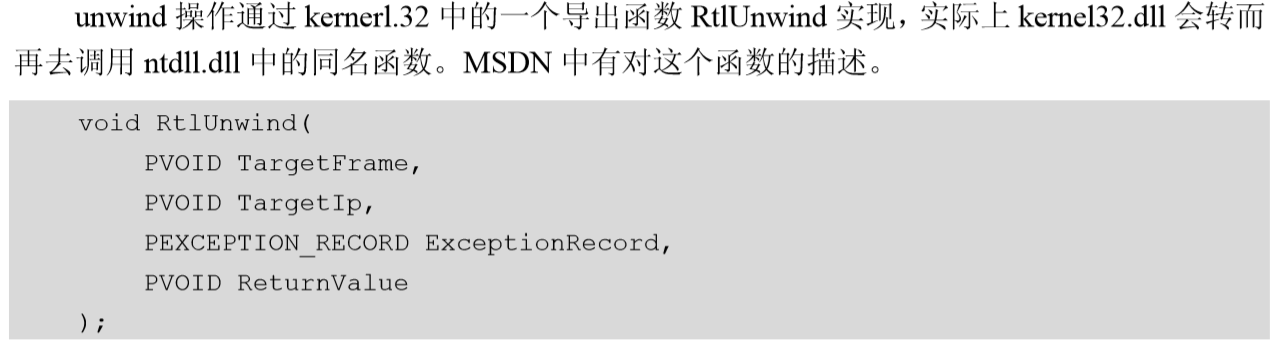 unwind 操作通过 kernerl.32 中的一个导出函数 RtlUnwind 实现，实际上 kernel32.dll 会转而
再去调用 ntdll.dll 中的同名函数。MSDN 中有对这个函数的描述。
void RtlUnwind(
PVOID TargetFrame,
PVOID TargetIp,
PEXCEPTION_RECORD ExceptionRecord,
PVOID ReturnValue
);